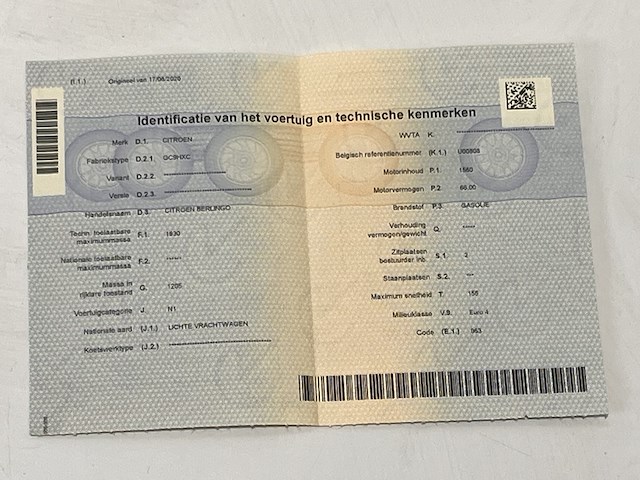 (I.1.) Origineel van 17/06/2020
Identificatie van het voertuig en technische kenmerken
Merk D.1. CITROEN
Fabriekstype D.2.1. GC9HXC
Variant D.2.2. ************************
Versie D.2.3. ******************************
Handelsnaam D.3. CITROEN BERLINGO
Techn. toelaatbare
maximummassa F.1. 1930
Nationale toelaatbare
maximummassa F.2. ******
Massa in
rijklare toestand G. 1205
Voertuigcategorie J. N1
Nationale aard (J.1.) LICHTE VRACHTWAGEN
Koetswerktype (J.2.) ******************************
WVTA K. ******************************
Belgisch referentienummer (K.1.) U00808
Motorinhoud P.1. 1560
Motorvermogen P.2. 66,00
Brandstof P.3. GASOLIE
Verhouding
vermogen/gewicht Q. *****
Zitplaatsen
bestuurder inb. S.1. 3
Staanplaatsen S.2. ***
Maximum snelheid T. 155
Milieuklasse V.9. Euro 4
Code (E.1.) 063